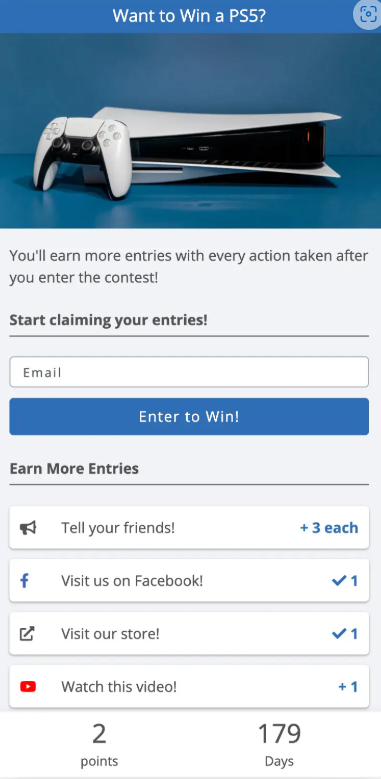 Want to Win a PS5?
You'll earn more entries with every action taken after
you enter the contest!
Start claiming your entries!
Email
Enter to Win!
Earn More Entries
Tell your friends! + 3 each
Visit us on Facebook! ✓ 1
Visit our store! ✓ 1
Watch this video! + 1
2 179
points Days